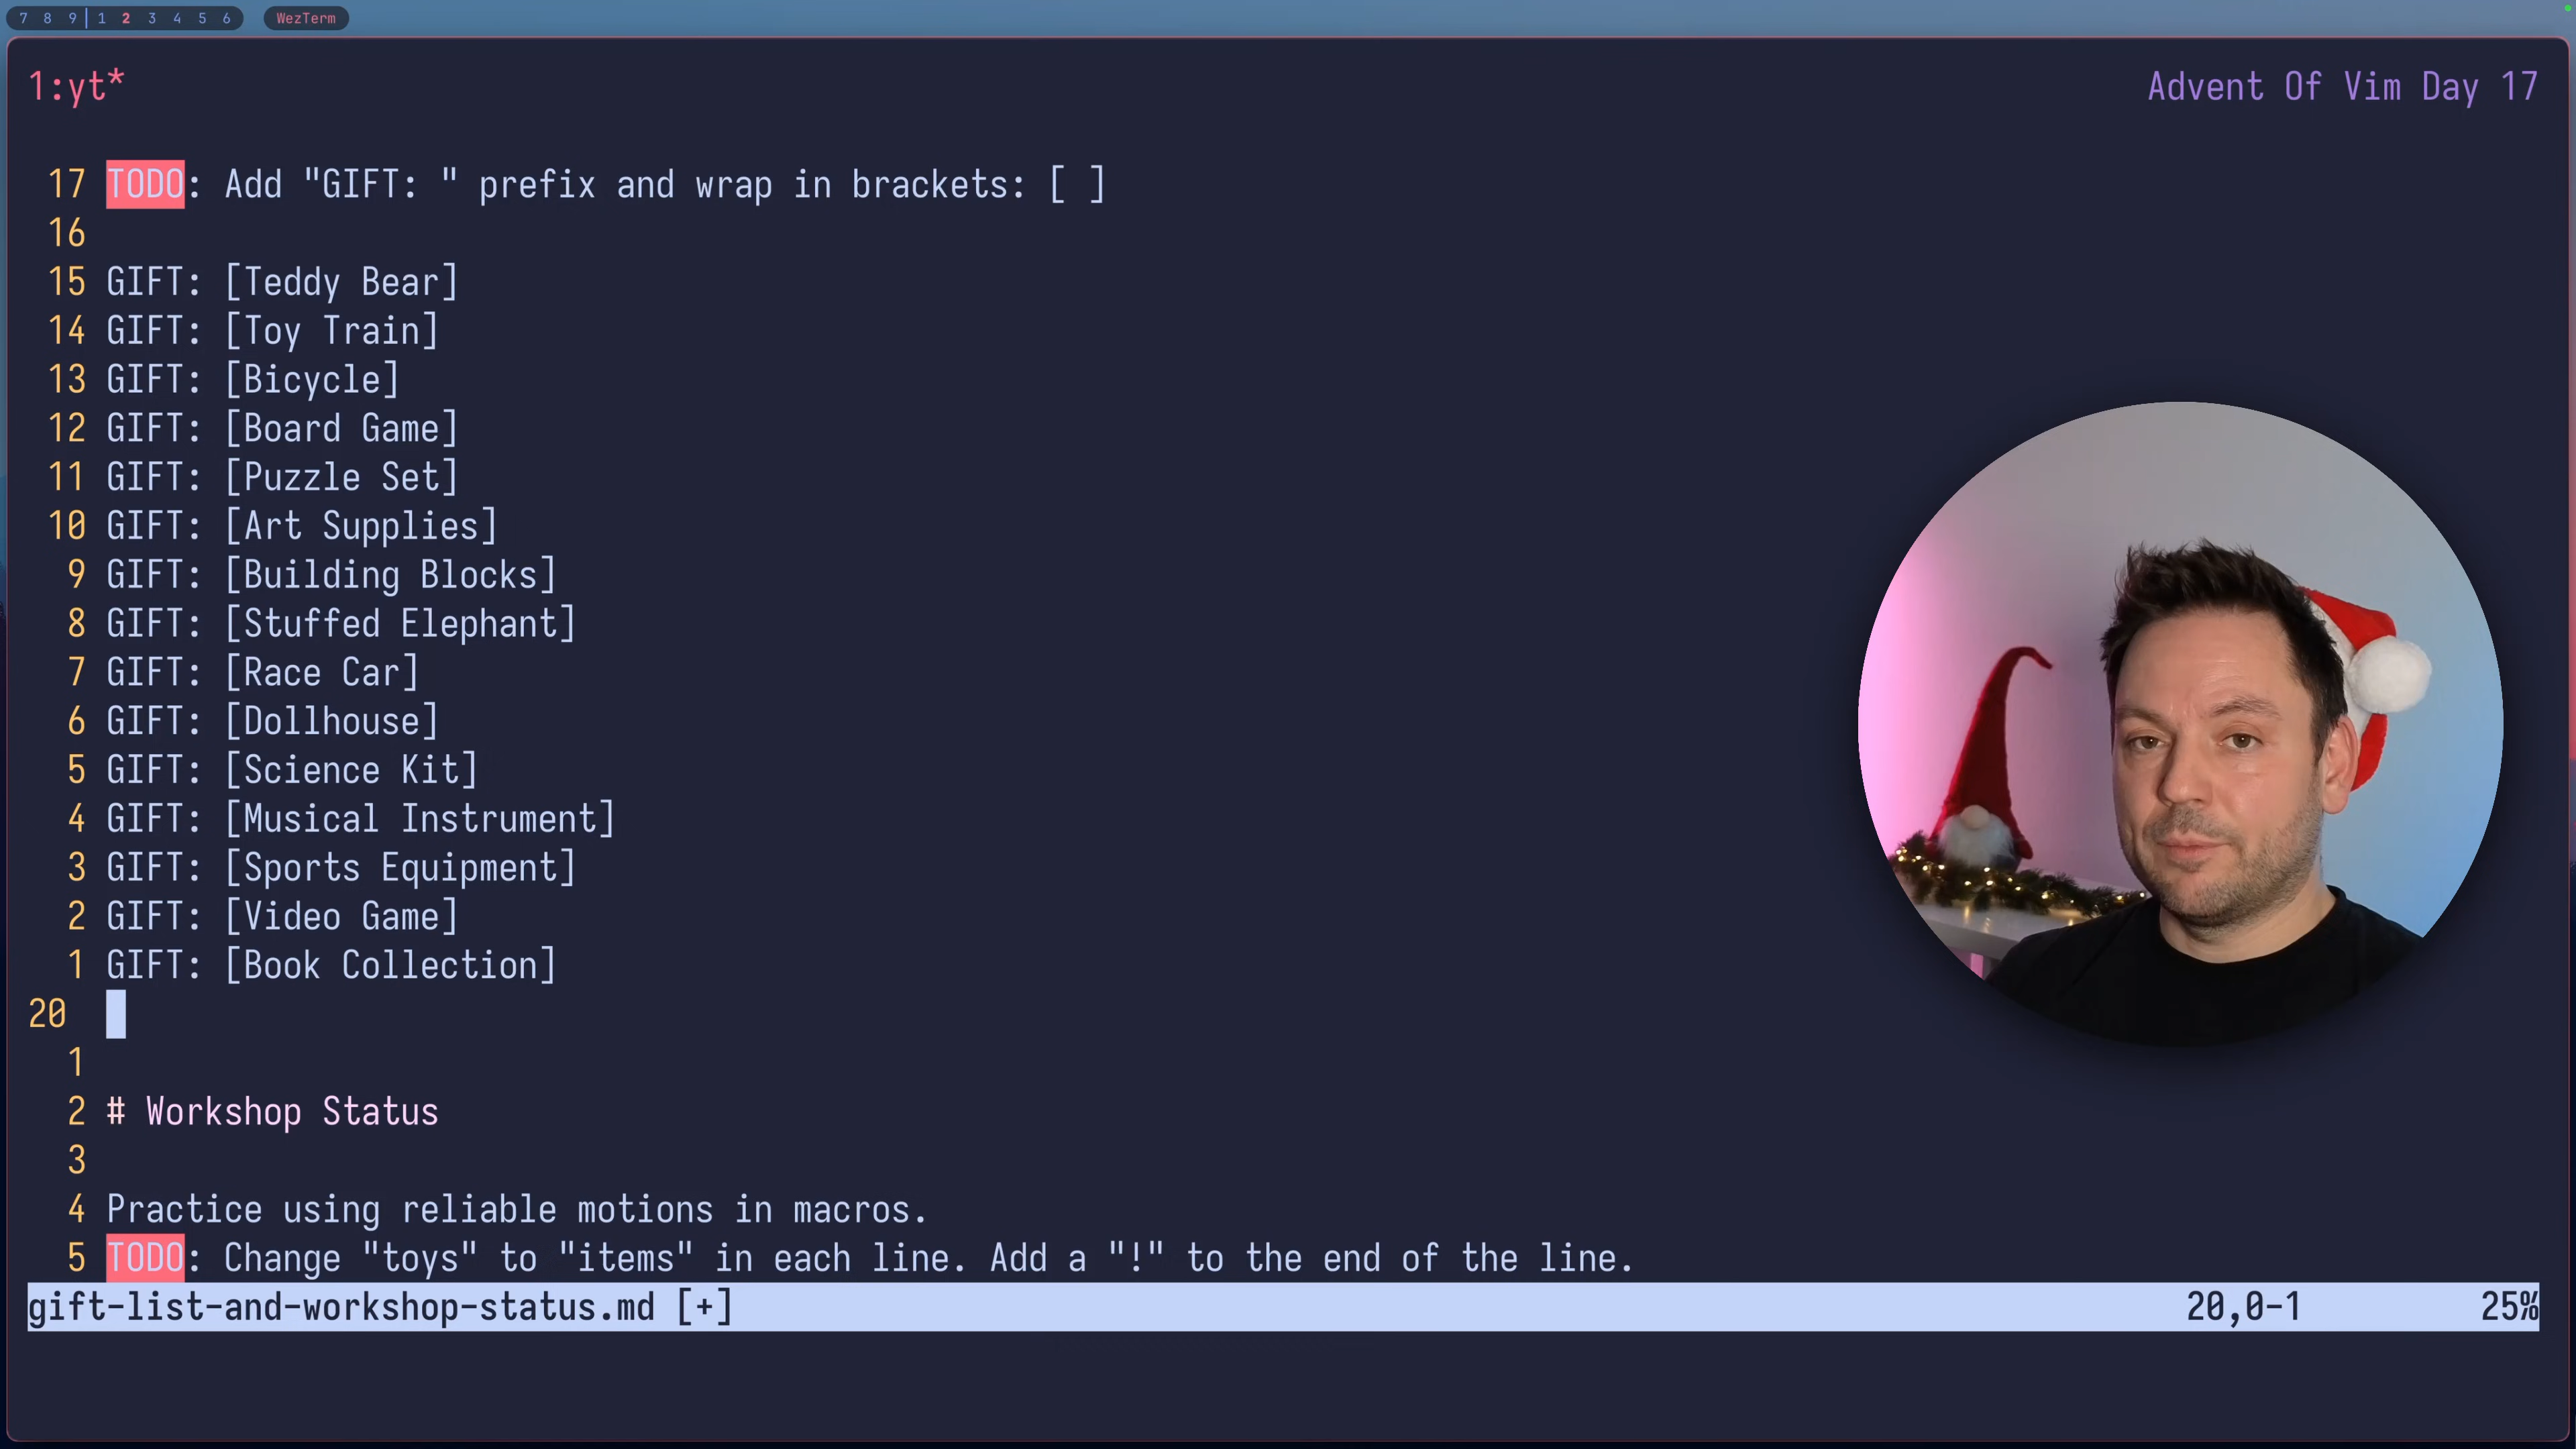 7 8 9 | 1 2 3 4 5 6 WezTerm
1:yt* Advent Of Vim Day 17
17 TODO: Add "GIFT: " prefix and wrap in brackets: [ ]
16
15 GIFT: [Teddy Bear]
14 GIFT: [Toy Train]
13 GIFT: [Bicycle]
12 GIFT: [Board Game]
11 GIFT: [Puzzle Set]
10 GIFT: [Art Supplies]
9 GIFT: [Building Blocks]
8 GIFT: [Stuffed Elephant]
7 GIFT: [Race Car]
6 GIFT: [Dollhouse]
5 GIFT: [Science Kit]
4 GIFT: [Musical Instrument]
3 GIFT: [Sports Equipment]
2 GIFT: [Video Game]
1 GIFT: [Book Collection]
20
1
2 # Workshop Status
3
4 Practice using reliable motions in macros.
5 TODO: Change "toys" to "items" in each line. Add a "!" to the end of the line.
gift-list-and-workshop-status.md [+] 20,0-1 25%